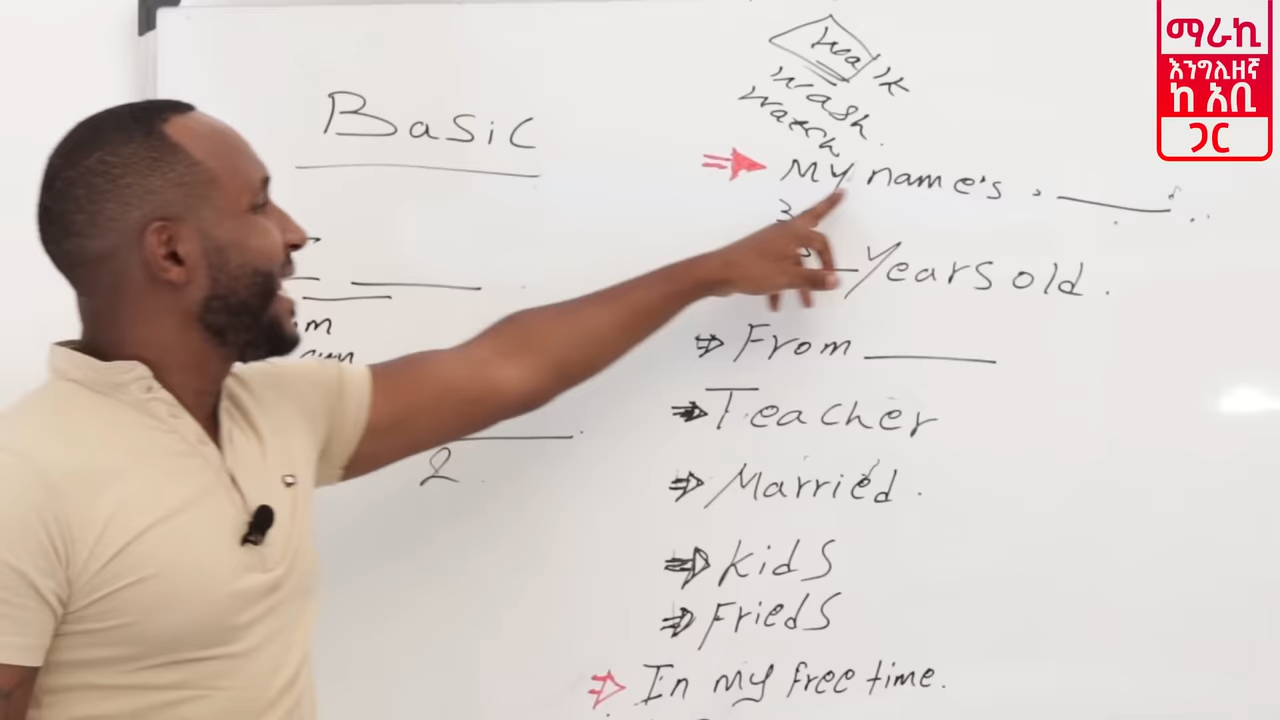 ማራኪ
እንግሊዘኛ
ከ አቢ
ጋር
Basic
2
wash
watch
My name's
Years old.
From
Teacher
Married.
Kids
Frieds
In my free time.